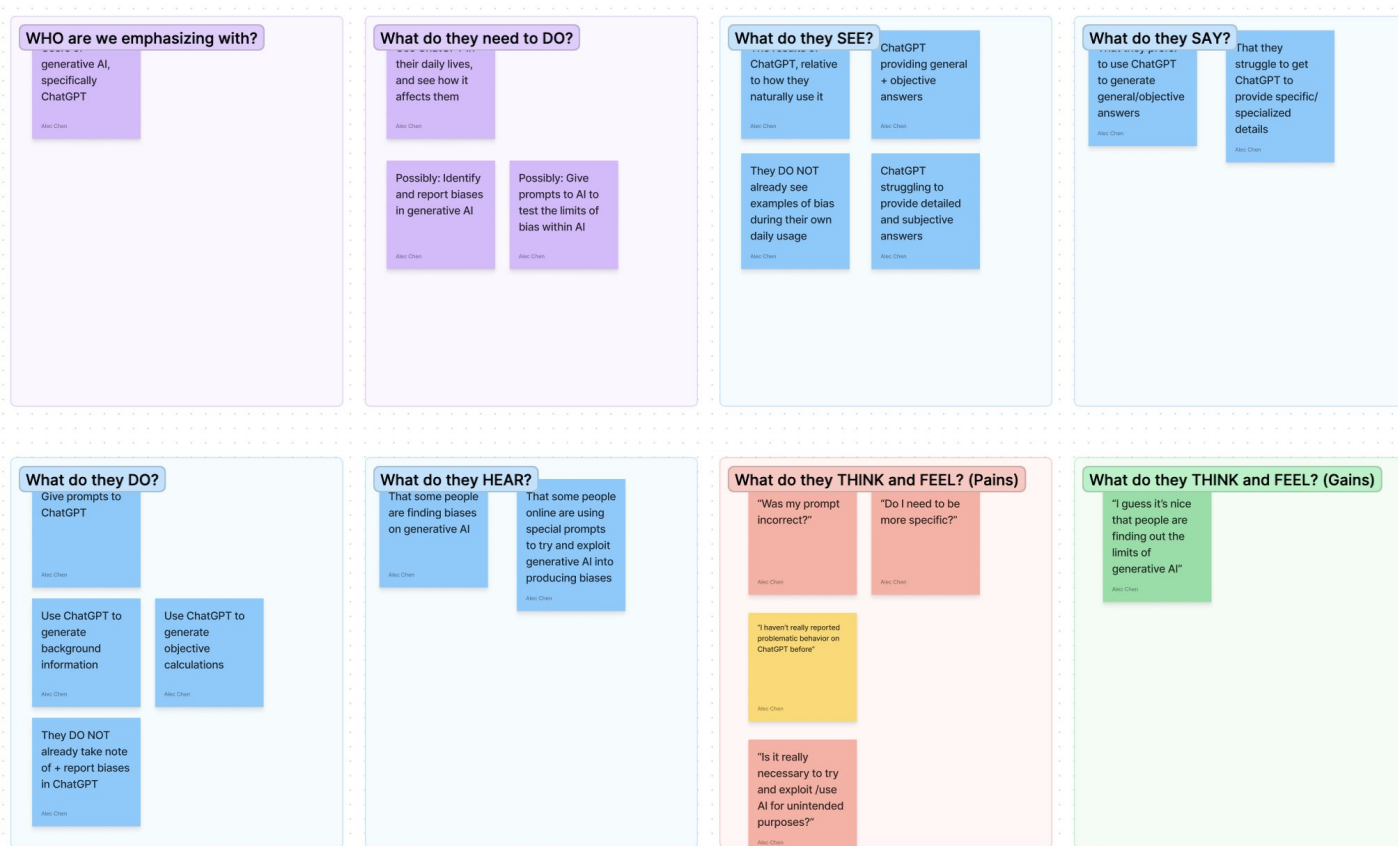 WHO are we emphasizing with?
generative AI,
specifically
ChatGPT
Alec Chen
What do they need to DO?
their daily lives,
and see how it
affects them
Alec Chen
Possibly: Identify
and report biases
in generative AI
Alec Chen
Possibly: Give
prompts to AI to
test the limits of
bias within AI
Alec Chen
What do they SEE?
ChatGPT, relative
to how they
naturally use it
Alec Chen
ChatGPT
providing general
+ objective
answers
Alec Chen
They DO NOT
already see
examples of bias
during their own
daily usage
Alec Chen
ChatGPT
struggling to
provide detailed
and subjective
answers
Alec Chen
What do they SAY?
to use ChatGPT
to generate
general/objective
answers
Alec Chen
That they
struggle to get
ChatGPT to
provide specific/
specialized
details
Alec Chen
What do they DO?
Give prompts to
ChatGPT
Alec Chen
Use ChatGPT to
generate
background
information
Alec Chen
Use ChatGPT to
generate
objective
calculations
Alec Chen
They DO NOT
already take note
of + report biases
in ChatGPT
Alec Chen
What do they HEAR?
That some people
are finding biases
on generative AI
Alec Chen
That some people
online are using
special prompts
to try and exploit
generative AI into
producing biases
Alec Chen
What do they THINK and FEEL? (Pains)
“Was my prompt
incorrect?”
Alec Chen
“Do I need to be
more specific?”
Alec Chen
“I haven’t really reported
problematic behavior on
ChatGPT before”
Alec Chen
“Is it really
necessary to try
and exploit /use
AI for unintended
purposes?”
Alec Chen
What do they THINK and FEEL? (Gains)
“I guess it’s nice
that people are
finding out the
limits of
generative AI”
Alec Chen